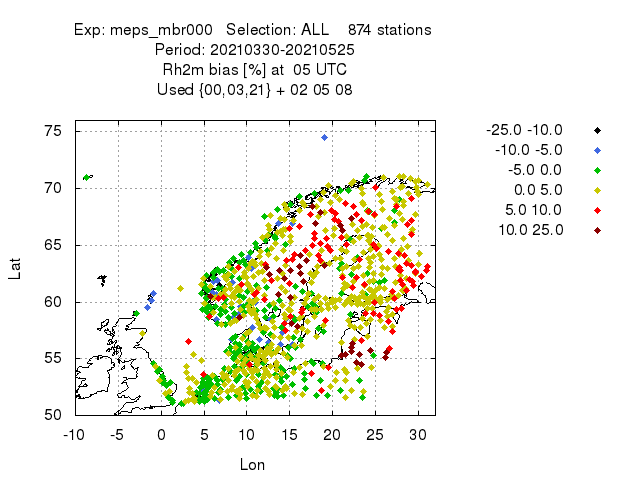 Exp: meps_mbr000 Selection: ALL 874 stations
Period: 20210330-20210525
Rh2m bias [%] at 05 UTC
Used {00,03,21} + 02 05 08
75
70
65
60
55
50
Lat
-10 -5 0 5 10 15 20 25 30
Lon
-25.0 -10.0
-10.0 -5.0
-5.0 0.0
0.0 5.0
5.0 10.0
10.0 25.0